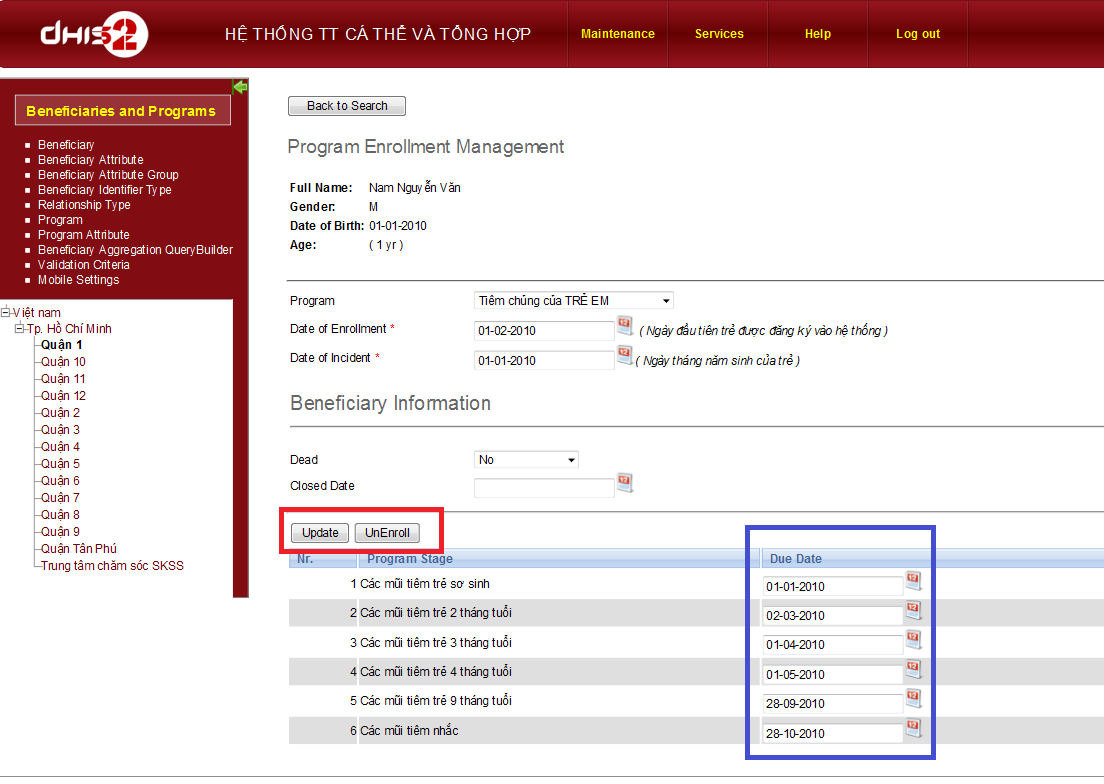 dHIS2
HỆ THỐNG TT CÁ THỂ VÀ TỔNG HỢP
Maintenance
Services
Help
Log out
Beneficiaries and Programs
Beneficiary
Beneficiary Attribute
Beneficiary Attribute Group
Beneficiary Identifier Type
Relationship Type
Program
Program Attribute
Beneficiary Aggregation QueryBuilder
Validation Criteria
Mobile Settings
Việt nam
Tp. Hồ Chí Minh
Quận 1
Quận 10
Quận 11
Quận 12
Quận 2
Quận 3
Quận 4
Quận 5
Quận 6
Quận 7
Quận 8
Quận 9
Quận Tân Phú
Trung tâm chăm sóc SKSS
Back to Search
Program Enrollment Management
Full Name: Nam Nguyễn Văn
Gender: M
Date of Birth: 01-01-2010
Age: ( 1 yr )
Program Tiêm chủng của TRẺ EM
Date of Enrollment * 01-02-2010 12 ( Ngày đầu tiên trẻ được đăng ký vào hệ thống )
Date of Incident * 01-01-2010 12 ( Ngày tháng năm sinh của trẻ )
Beneficiary Information
Dead No
Closed Date 12
Update UnEnroll
Nr. Program Stage Due Date
1 Các mũi tiêm trẻ sơ sinh 01-01-2010 12
2 Các mũi tiêm trẻ 2 tháng tuổi 02-03-2010 12
3 Các mũi tiêm trẻ 3 tháng tuổi 01-04-2010 12
4 Các mũi tiêm trẻ 4 tháng tuổi 01-05-2010 12
5 Các mũi tiêm trẻ 9 tháng tuổi 28-09-2010 12
6 Các mũi tiêm nhắc 28-10-2010 12